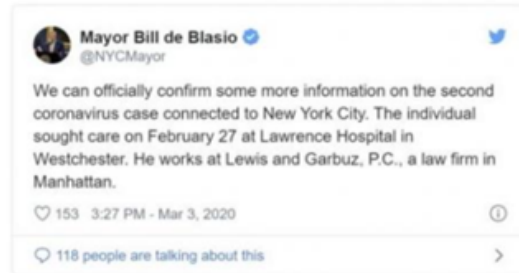 Mayor Bill de Blasio
@NYCMayor
We can officially confirm some more information on the second
coronavirus case connected to New York City. The individual
sought care on February 27 at Lawrence Hospital in
Westchester. He works at Lewis and Garbuz, P.C., a law firm in
Manhattan.
153 3:27 PM - Mar 3, 2020
118 people are talking about this